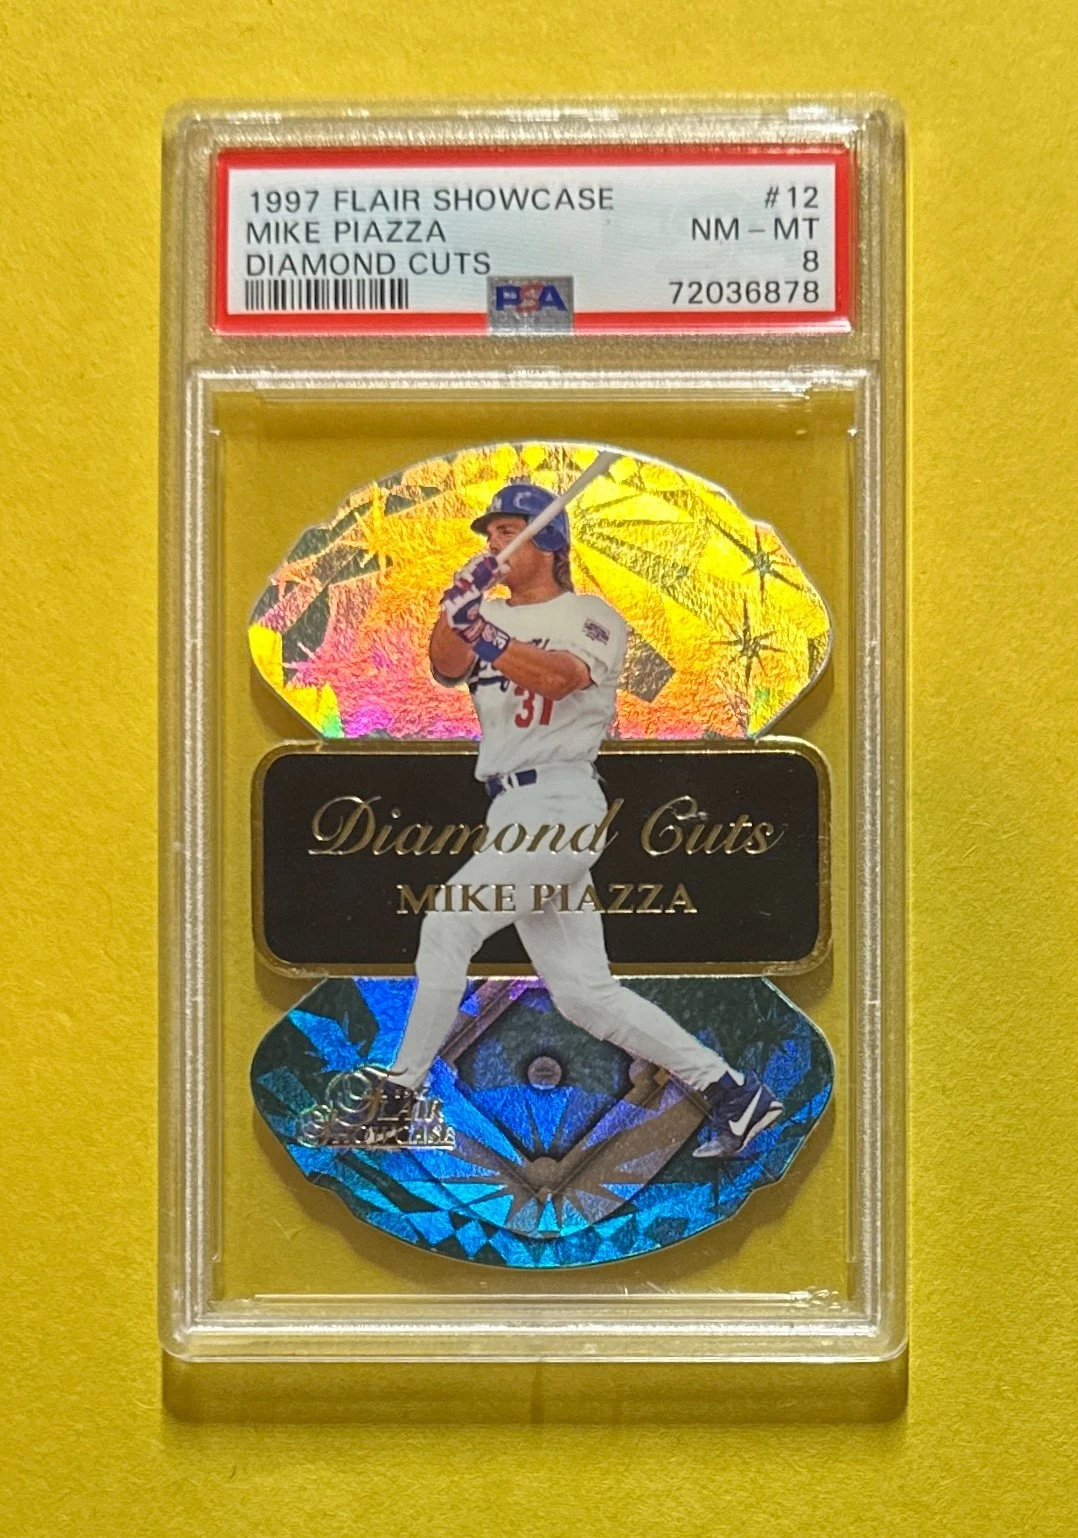 1997 FLAIR SHOWCASE #12
MIKE PIAZZA NM - MT
DIAMOND CUTS 8
PSA 72036878
31
Diamond Cuts
MIKE PIAZZA
FLAIR
SHOWCASE